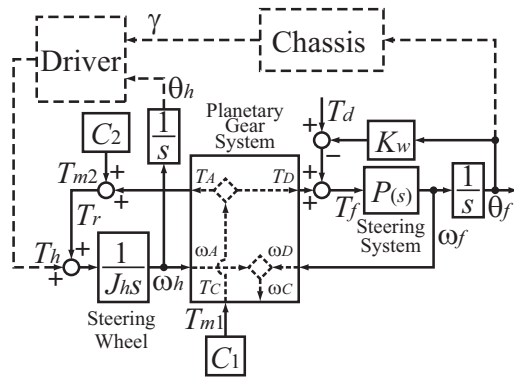 γ
Chassis
Driver
θh
Planetary
Gear
System
Td
C2
1
s
+
Kw
+
−
Tm2
+
+
TA
TD
+
+
P(s)
1
s
Tr
Tf
Steering
System
θf
ωf
Th
+
+
1
Jhs
ωA
ωD
ωh
TC
ωC
Steering
Wheel
Tm1
C1